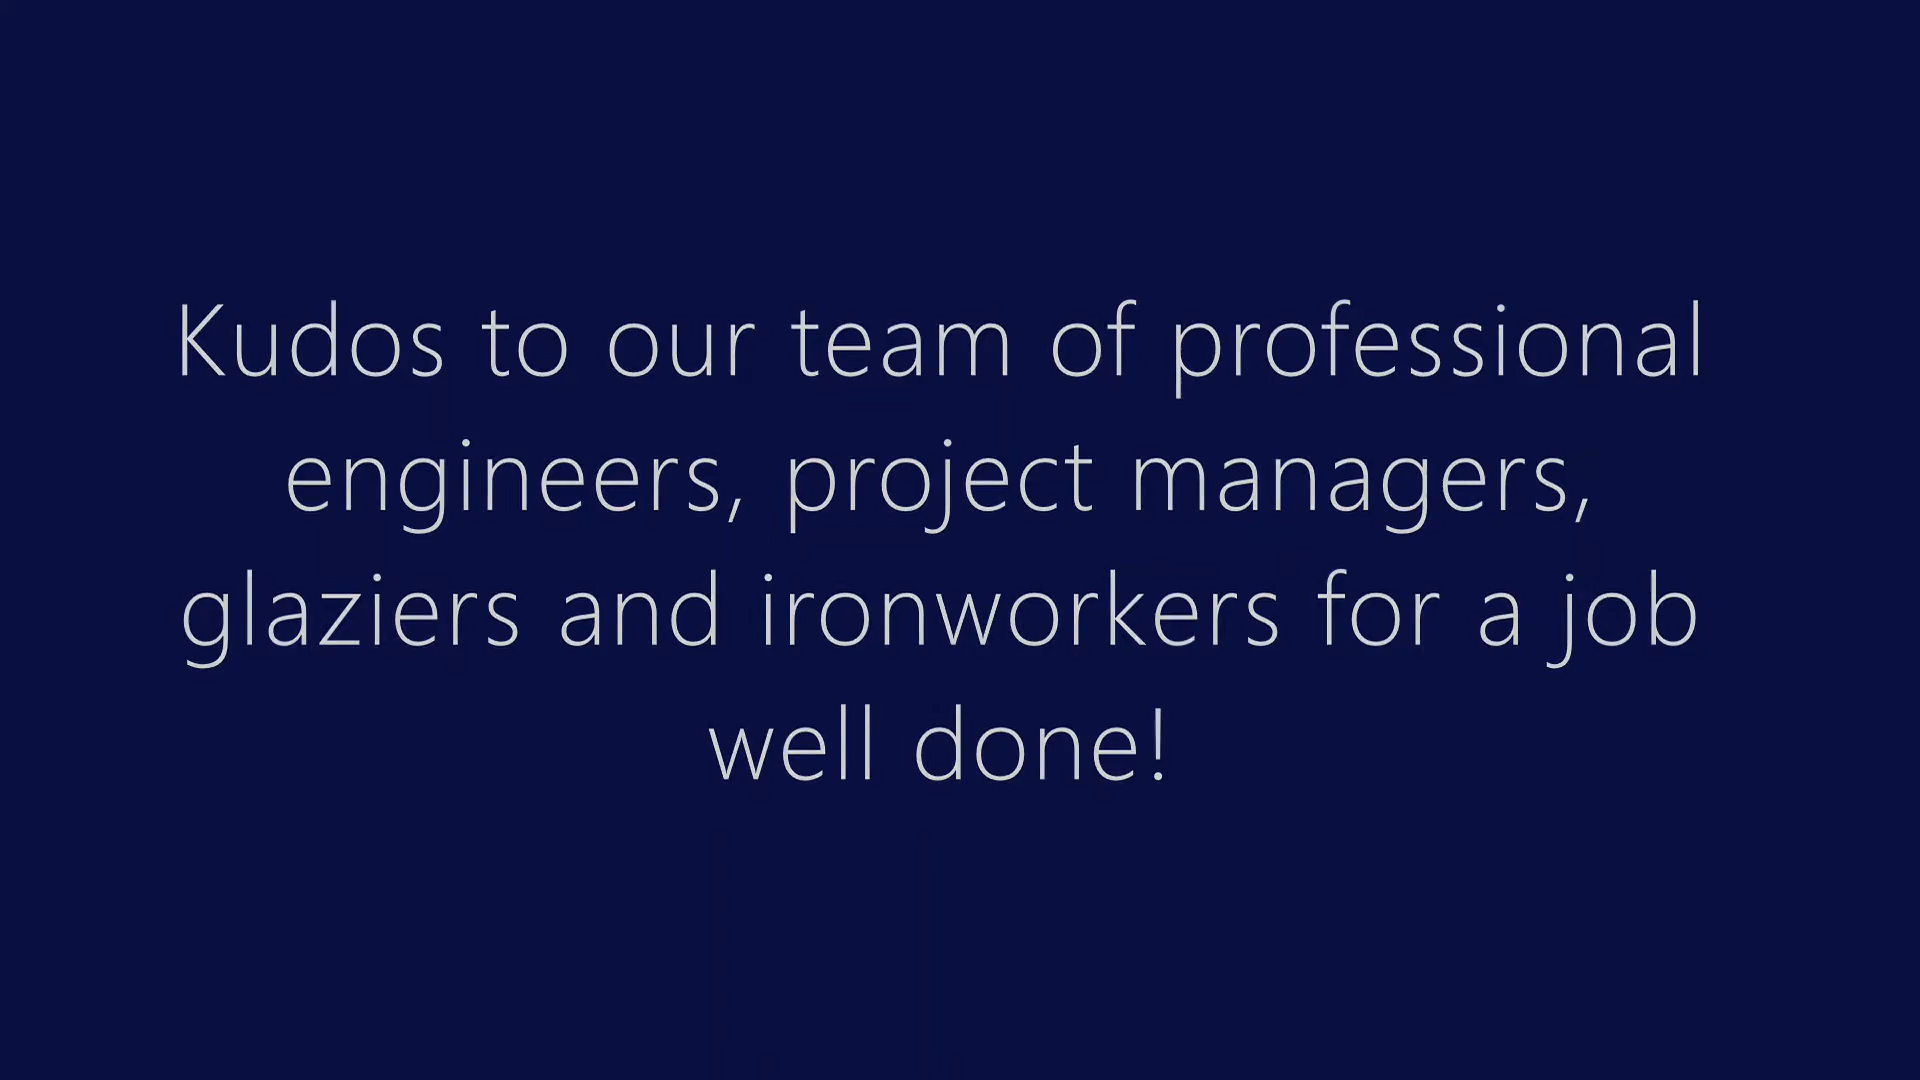 Kudos to our team of professional
engineers, project managers,
glaziers and ironworkers for a job
well done!